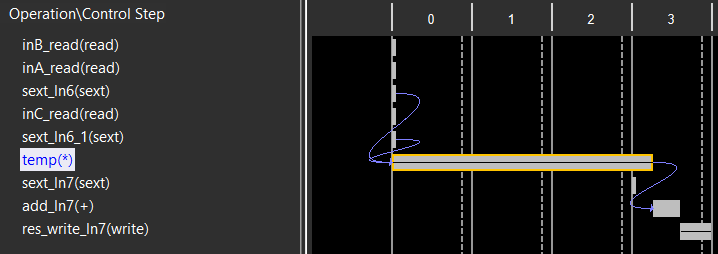 Operation\Control Step
0 1 2 3
inB_read(read)
inA_read(read)
sext_ln6(sext)
inC_read(read)
sext_ln6_1(sext)
temp(*)
sext_ln7(sext)
add_ln7(+)
res_write_ln7(write)